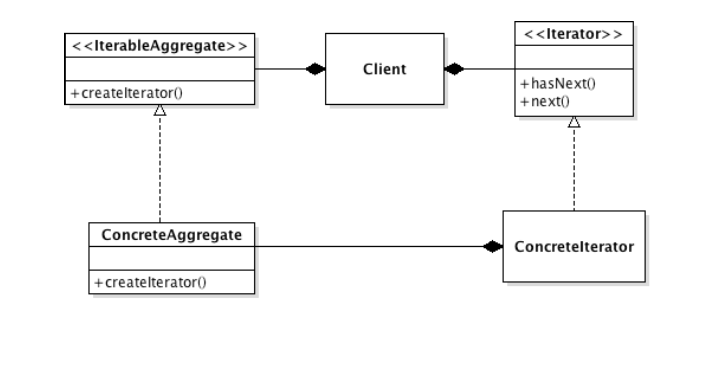 <<IterableAggregate>>
+createIterator()
Client
<<Iterator>>
+hasNext()
+next()
ConcreteAggregate
+createIterator()
ConcreteIterator